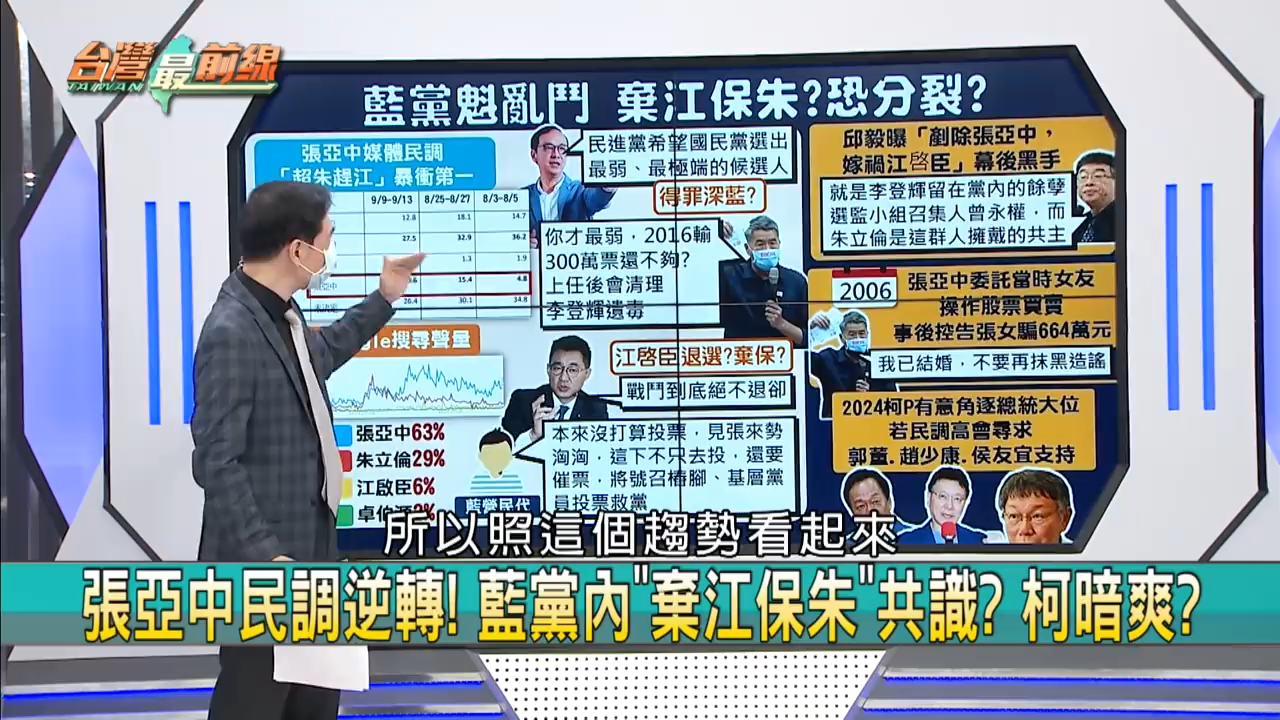 台灣最前線
TAIWAN
藍黨魁亂鬥 棄江保朱?恐分裂?
張亞中媒體民調
「超朱趕江」暴衝第一
9/9-9/13 8/25-8/27 8/3-8/5
12.8 18.1 14.7
27.5 32.9 36.2
1.3 1.9
15.4 4.8
未決定 26.4 30.1 34.8
gle搜尋聲量
張亞中63%
朱立倫29%
江啟臣6%
卓伯源2%
民進黨希望國民黨選出
最弱、最極端的候選人
得罪深藍?
你才最弱，2016輸
300萬票還不夠?
上任後會清理
李登輝遺毒
江啓臣退選?棄保?
戰鬥到底絕不退卻
本來沒打算投票，見張來勢
洶洶，這下不只去投，還要
催票，將號召樁腳、基層黨
員投票救黨
藍營民代
邱毅曝「剷除張亞中，
嫁禍江啓臣」幕後黑手
就是李登輝留在黨內的餘孽
選監小組召集人曾永權，而
朱立倫是這群人擁戴的共主
2006
張亞中委託當時女友
操作股票買賣
事後控告張女騙664萬元
我已結婚，不要再抹黑造謠
2024柯P有意角逐總統大位
若民調高會尋求
郭董.趙少康.侯友宜支持
所以照這個趨勢看起來
張亞中民調逆轉! 藍黨內"棄江保朱"共識? 柯暗爽?